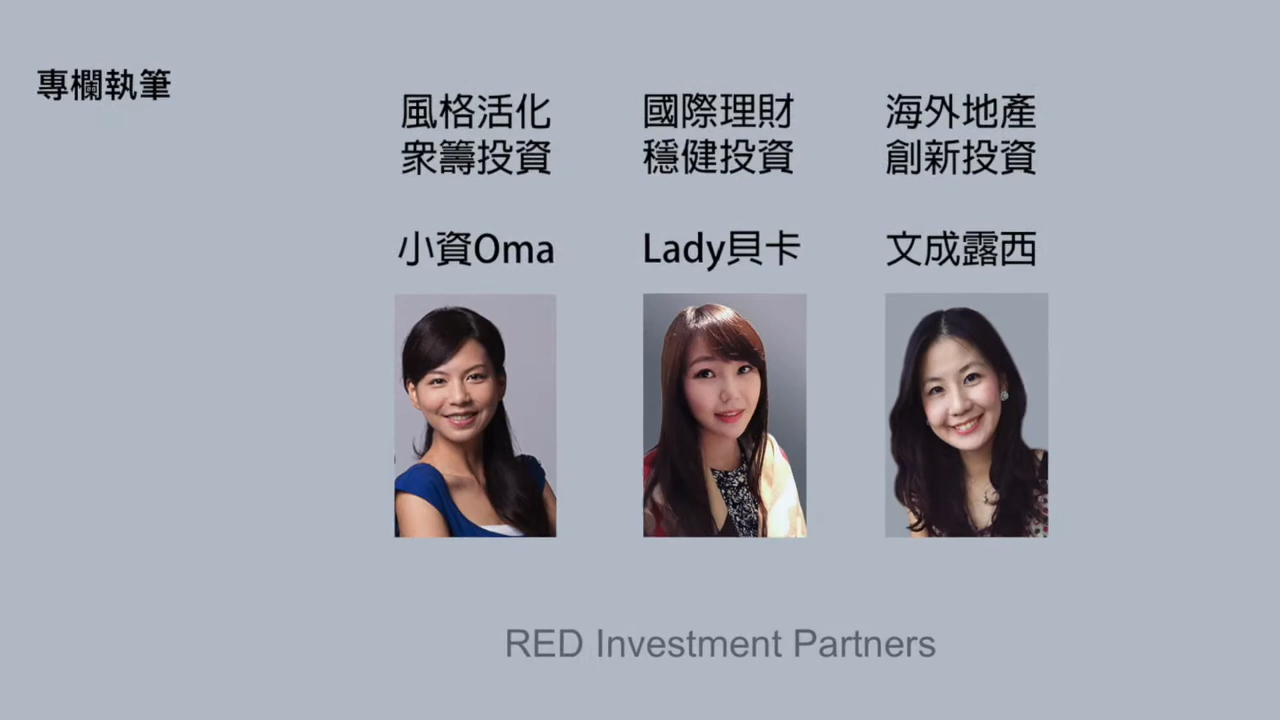 專欄執筆
風格活化
衆籌投資
小資Oma
國際理財
穩健投資
Lady貝卡
海外地產
創新投資
文成露西
RED Investment Partners